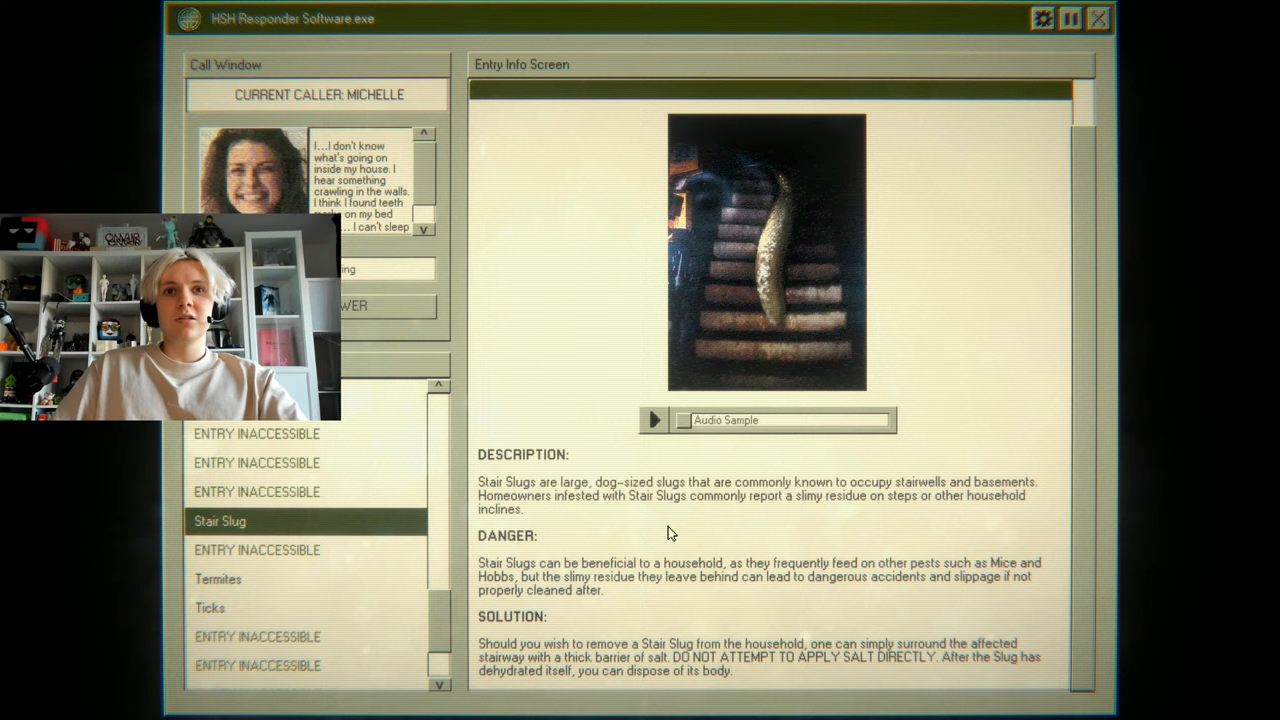 HSH Responder Software.exe
Call Window
CURRENT CALLER: MICHELLE
I...I don't know
what's going on
inside my house. I
hear something
crawling in the walls.
I think I found teeth
on my bed
... I can't sleep
Entry Info Screen
Audio Sample
DESCRIPTION:
Stair Slugs are large, dog-sized slugs that are commonly known to occupy stairwells and basements.
Homeowners infested with Stair Slugs commonly report a slimy residue on steps or other household
inclines.
DANGER:
Stair Slugs can be beneficial to a household, as they frequently feed on other pests such as Mice and
Hobbs, but the slimy residue they leave behind can lead to dangerous accidents and slippage if not
properly cleaned after.
SOLUTION:
Should you wish to remove a Stair Slug from the household, one can simply surround the affected
stairway with a thick barrier of salt. DO NOT ATTEMPT TO APPLY SALT DIRECTLY. After the Slug has
dehydrated itself, you can dispose of its body.
ENTRY INACCESSIBLE
ENTRY INACCESSIBLE
ENTRY INACCESSIBLE
Stair Slug
ENTRY INACCESSIBLE
Termites
Ticks
ENTRY INACCESSIBLE
ENTRY INACCESSIBLE